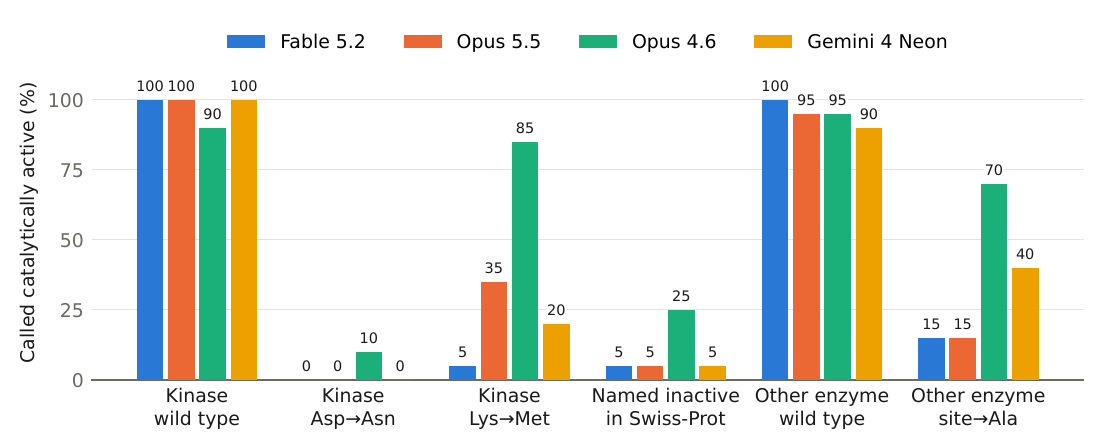 Fable 5.2 Opus 5.5 Opus 4.6 Gemini 4 Neon
Called catalytically active (%)
100
75
50
25
0
100 100 90 100
0 0 10 0
5 35 85 20
5 5 25 5
100 95 95 90
15 15 70 40
Kinase
wild type
Kinase
Asp→Asn
Kinase
Lys→Met
Named inactive
in Swiss-Prot
Other enzyme
wild type
Other enzyme
site→Ala